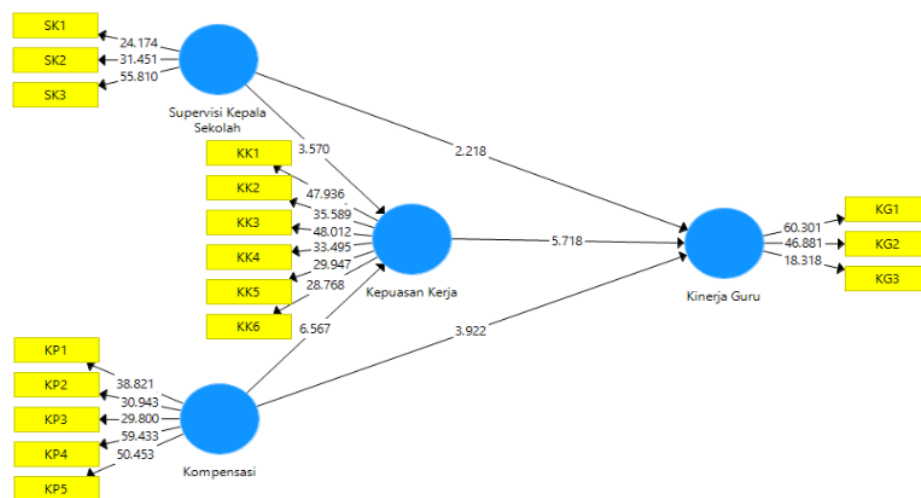 SK1
24.174
SK2
31.451
55.810
SK3
Supervisi Kepala
Sekolah
3.570
2.218
KK1
47.936
KK2
35.589
KK3
48.012
KK4
33.495
29.947
KK5
28.768
KK6
Kepuasan Kerja
5.718
KG1
60.301
KG2
46.881
18.318
KG3
Kinerja Guru
6.567
3.922
KP1
38.821
KP2
30.943
KP3
29.800
59.433
KP4
50.453
KP5
Kompensasi